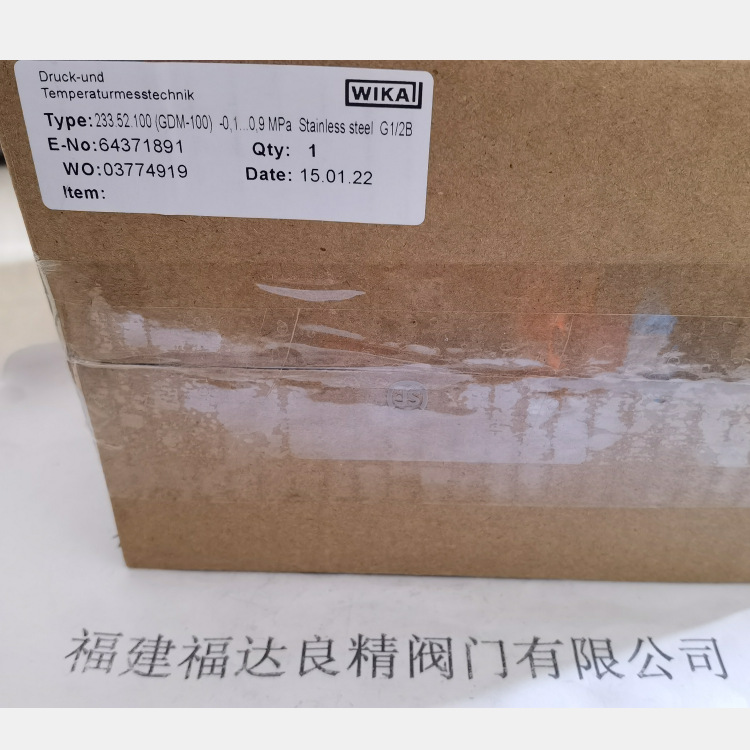 Druck-und
Temperaturmesstechnik
WIKA
Type:233.52.100 (GDM-100) -0,1...0,9 MPa Stainless steel G1/2B
E-No:64371891 Qty: 1
WO:03774919 Date: 15.01.22
Item:
福建福达良精阀门有限公司